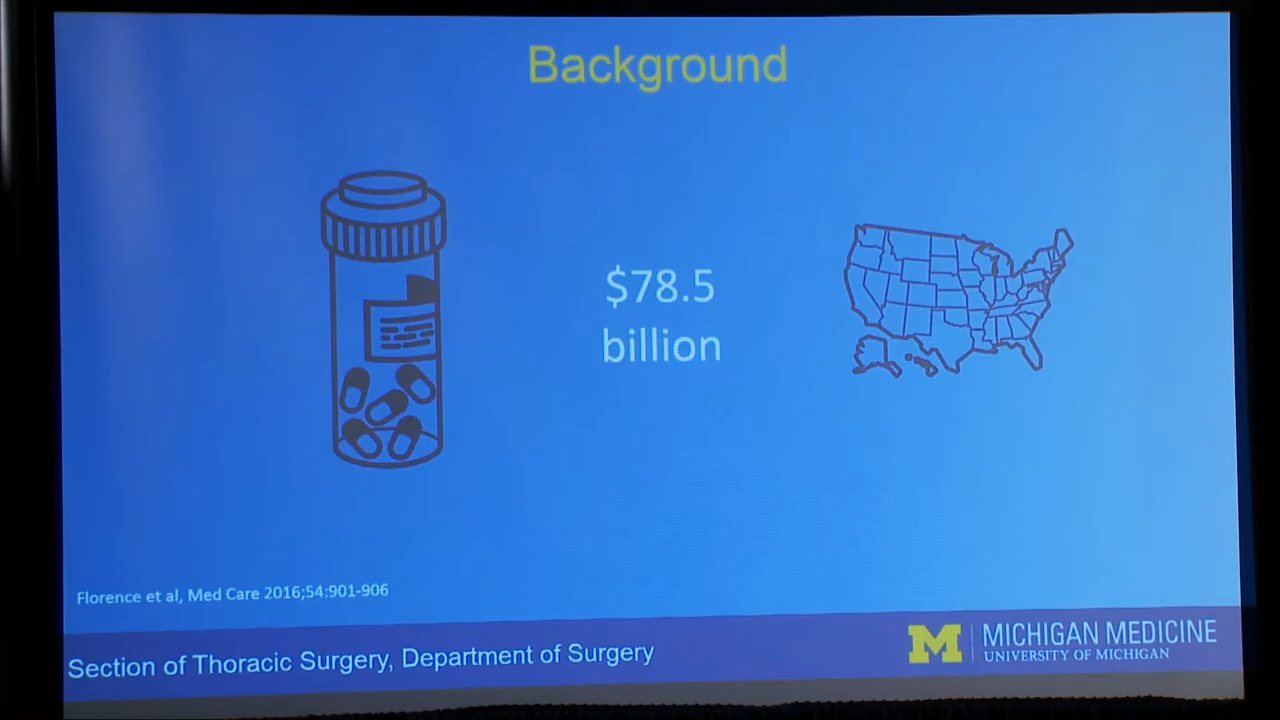 Background
$78.5
billion
Florence et al, Med Care 2016;54:901-906
Section of Thoracic Surgery, Department of Surgery
M
MICHIGAN MEDICINE
UNIVERSITY OF MICHIGAN